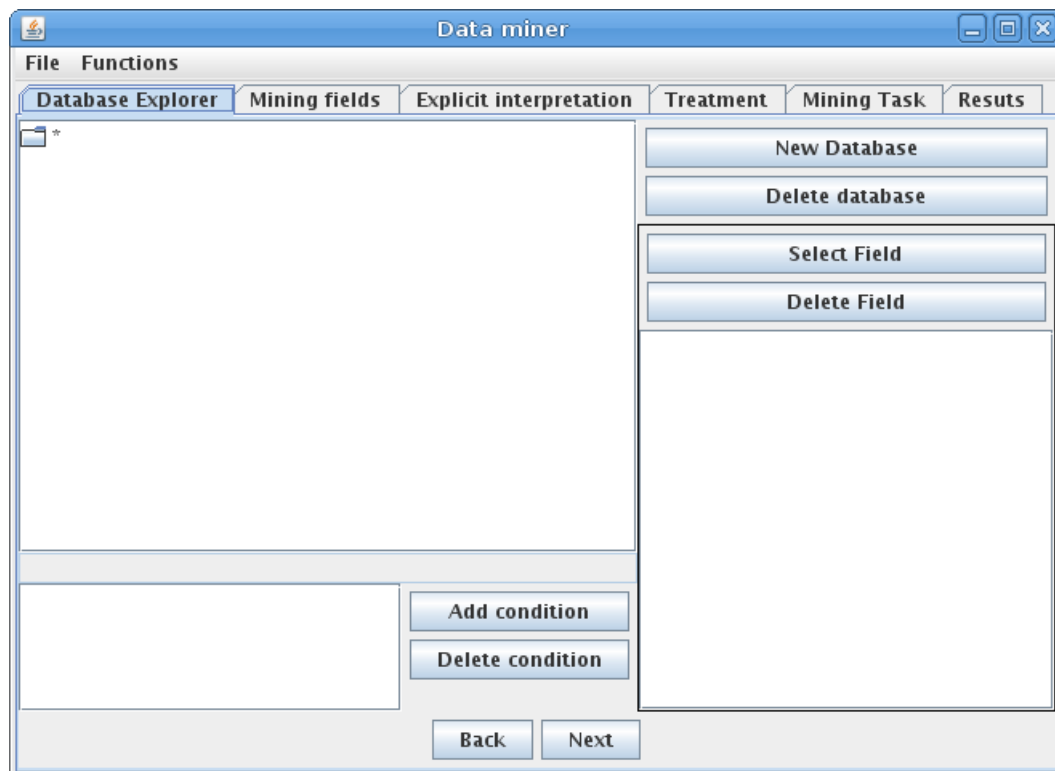 Data miner
File Functions
Database Explorer Mining fields Explicit interpretation Treatment Mining Task Resuts
*
New Database
Delete database
Select Field
Delete Field
Add condition
Delete condition
Back Next